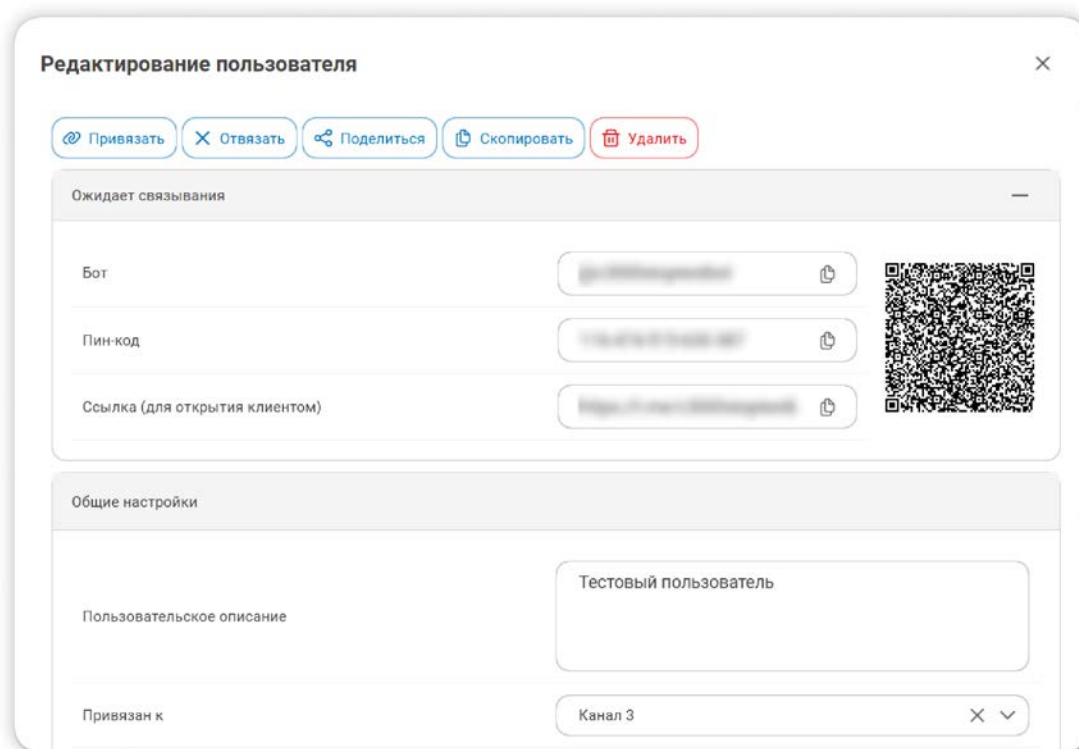 Редактирование пользователя
Привязать Отвязать Поделиться Скопировать Удалить
Ожидает связывания
Бот
Пин-код
Ссылка (для открытия клиентом)
Общие настройки
Тестовый пользователь
Пользовательское описание
Привязан к Канал 3